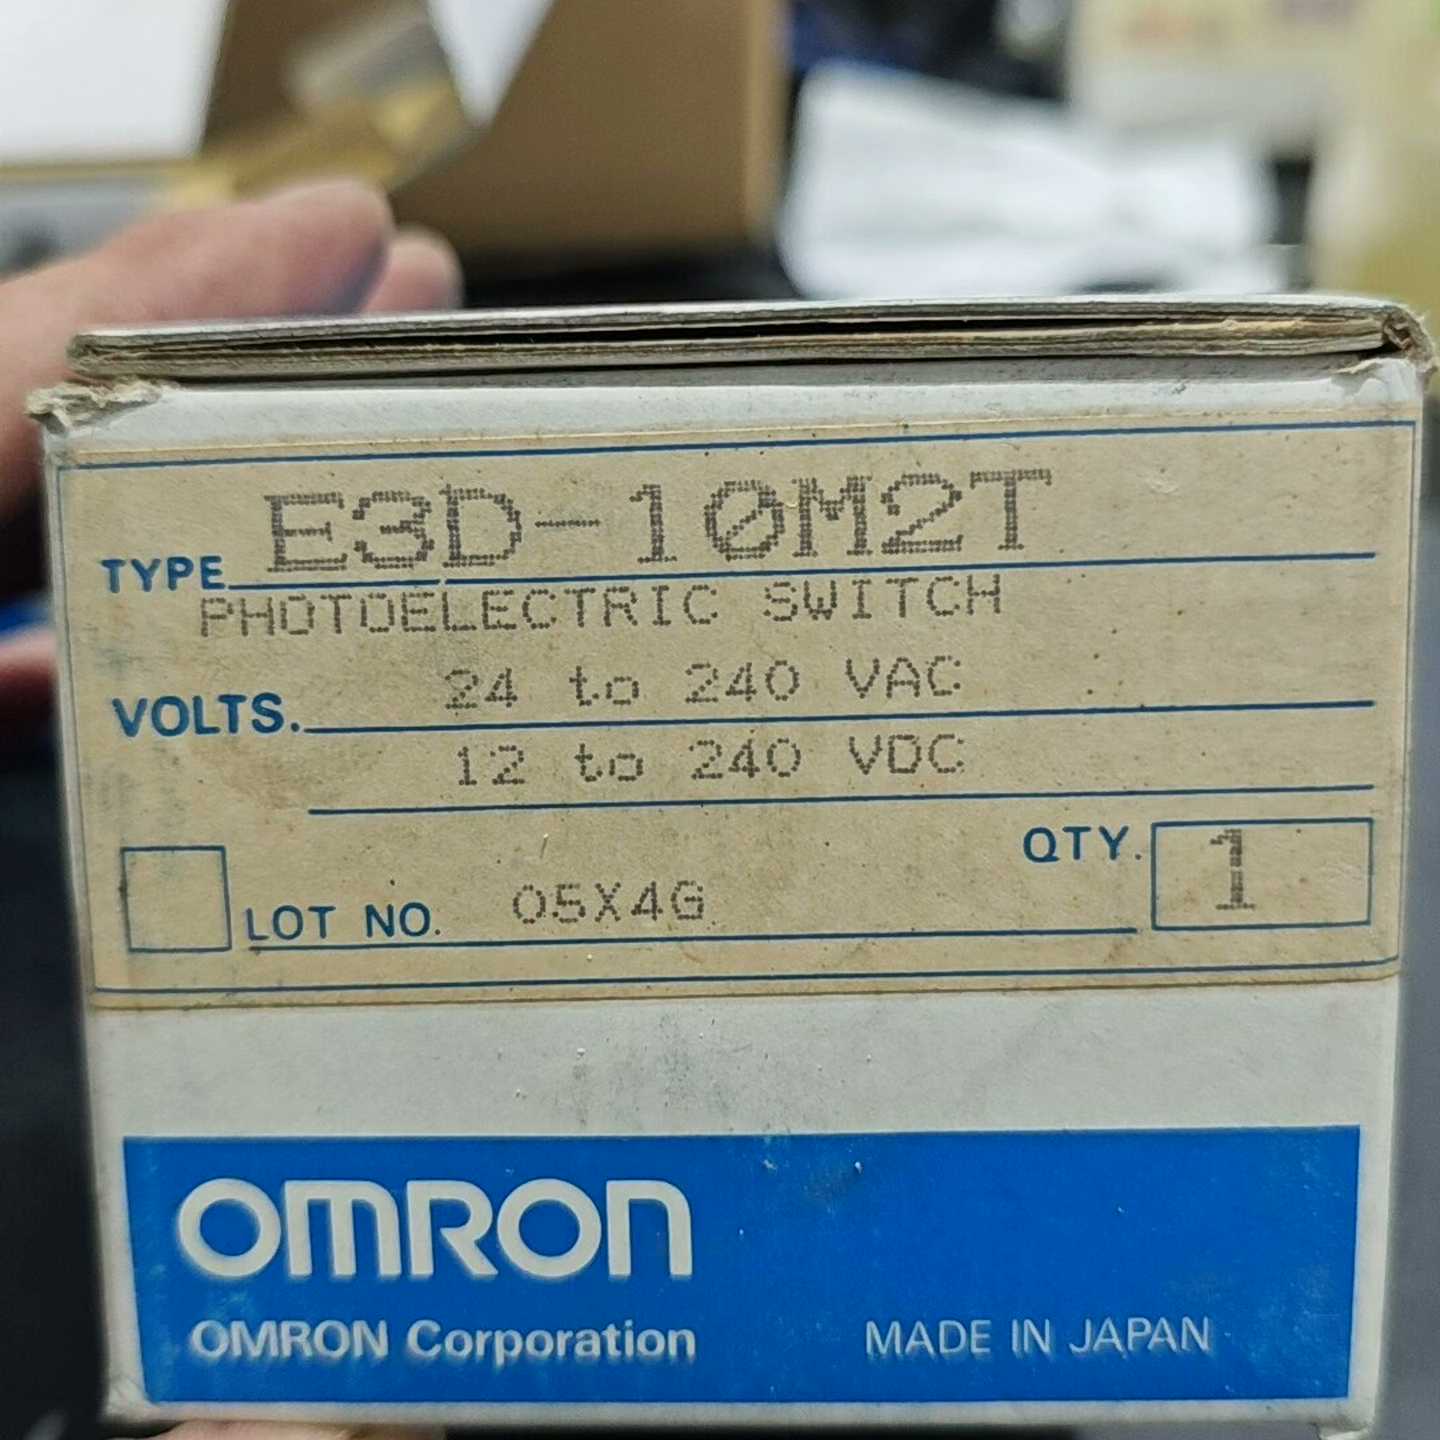 TYPE E3D-10M2T
PHOTOELECTRIC SWITCH
VOLTS. 24 to 240 VAC
12 to 240 VDC
QTY. 1
LOT NO. 05X4G
OMRON
OMRON Corporation MADE IN JAPAN